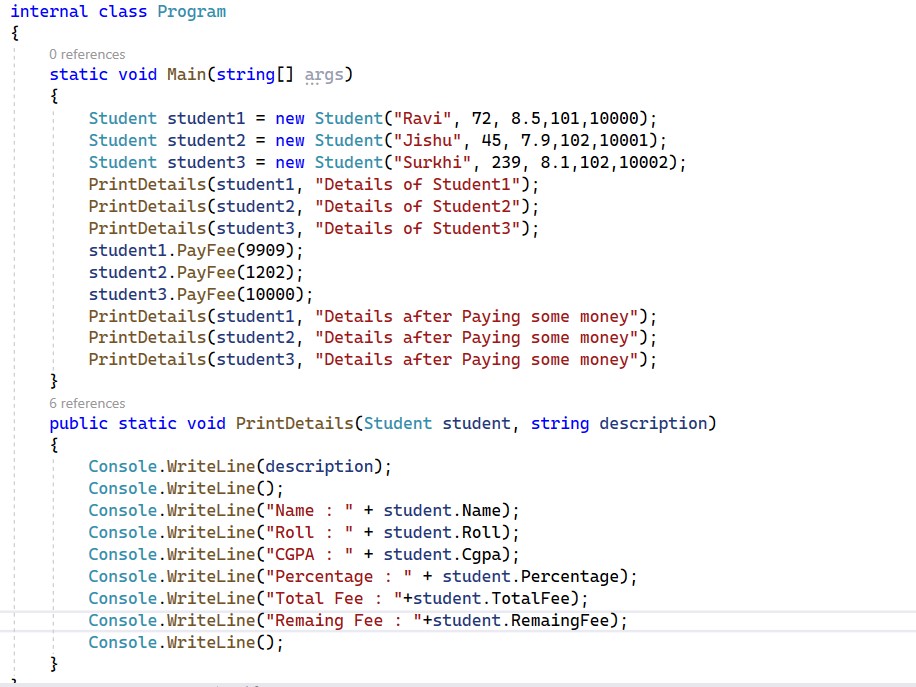 internal class Program
{
0 references
static void Main(string[] args)
{
Student student1 = new Student("Ravi", 72, 8.5,101,10000);
Student student2 = new Student("Jishu", 45, 7.9,102,10001);
Student student3 = new Student("Surkhi", 239, 8.1,102,10002);
PrintDetails(student1, "Details of Student1");
PrintDetails(student2, "Details of Student2");
PrintDetails(student3, "Details of Student3");
student1.PayFee(9909);
student2.PayFee(1202);
student3.PayFee(10000);
PrintDetails(student1, "Details after Paying some money");
PrintDetails(student2, "Details after Paying some money");
PrintDetails(student3, "Details after Paying some money");
}
6 references
public static void PrintDetails(Student student, string description)
{
Console.WriteLine(description);
Console.WriteLine();
Console.WriteLine("Name : " + student.Name);
Console.WriteLine("Roll : " + student.Roll);
Console.WriteLine("CGPA : " + student.Cgpa);
Console.WriteLine("Percentage : " + student.Percentage);
Console.WriteLine("Total Fee : "+student.TotalFee);
Console.WriteLine("Remaing Fee : "+student.RemaingFee);
Console.WriteLine();
}